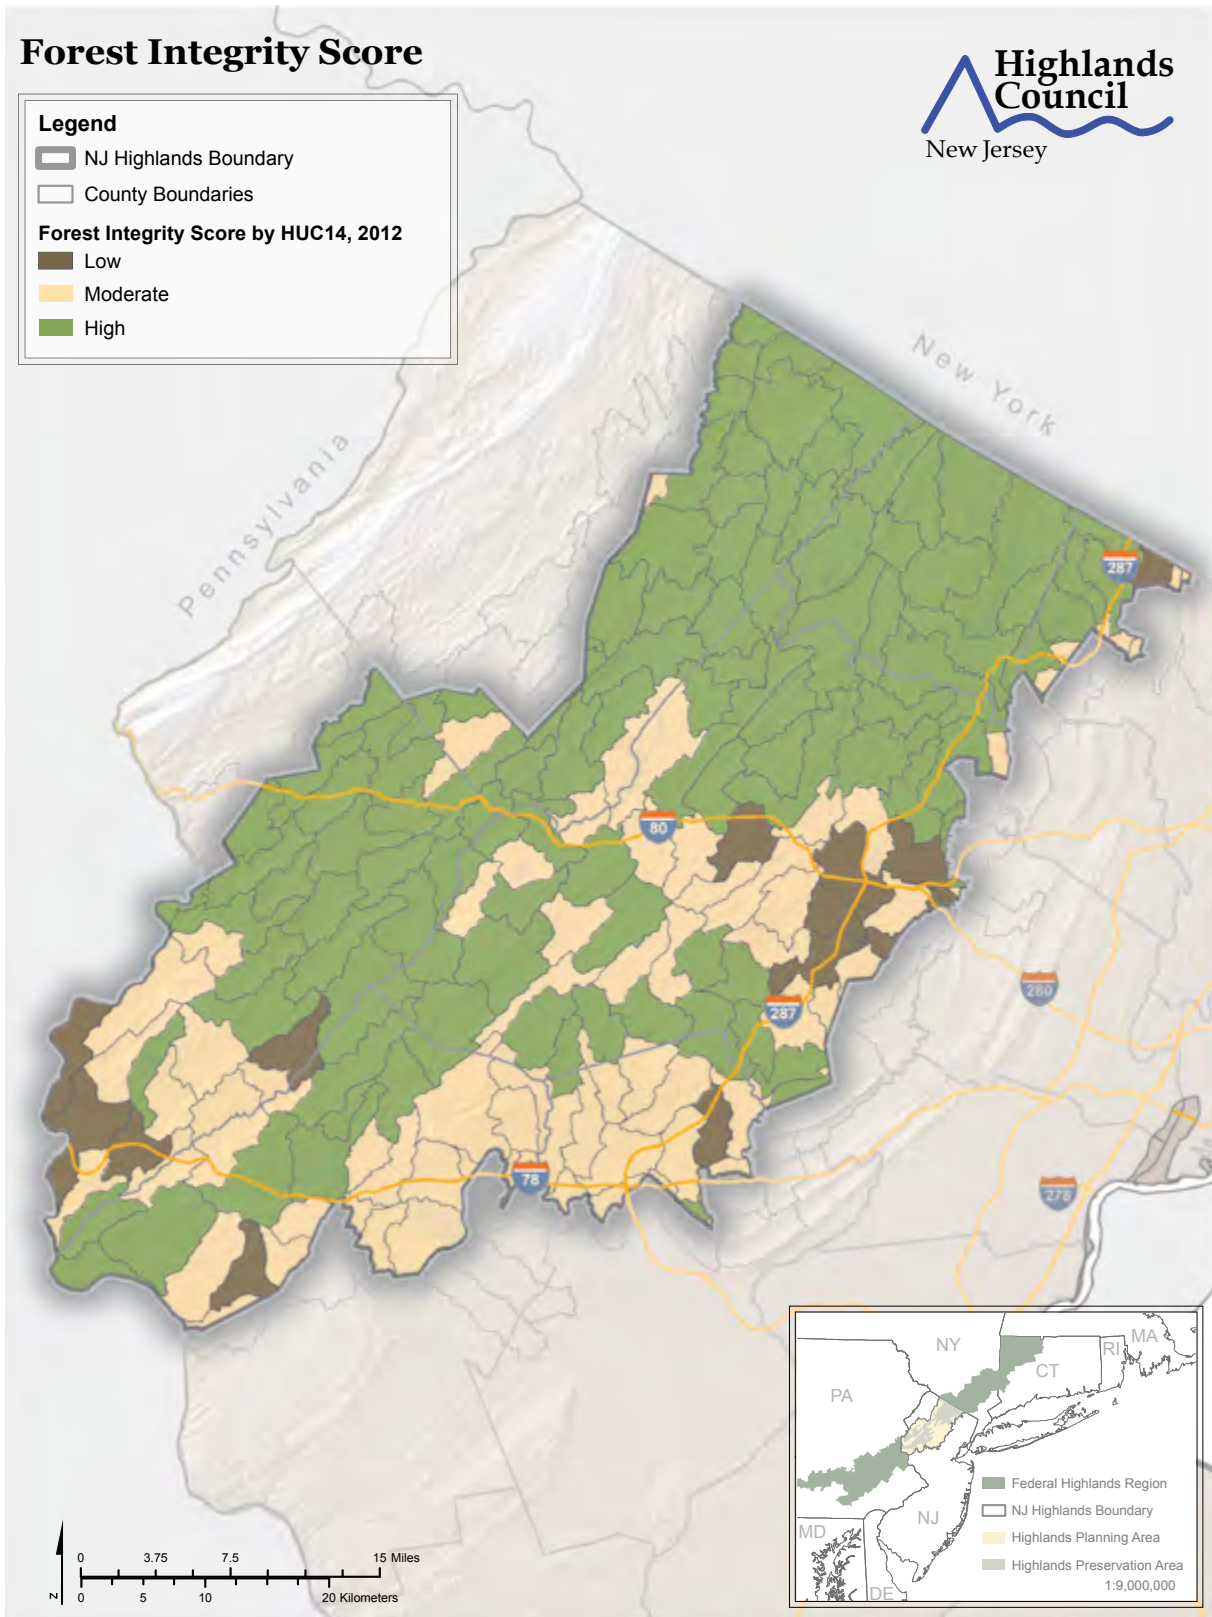 Forest Integrity Score
Highlands
Council
New Jersey
Legend
NJ Highlands Boundary
County Boundaries
Forest Integrity Score by HUC14, 2012
Low
Moderate
High
New York
Pennsylvania
287
80
280
287
78
278
NY
MA
RI
CT
PA
NJ
MD
DE
Federal Highlands Region
NJ Highlands Boundary
Highlands Planning Area
Highlands Preservation Area
1:9,000,000
N
0 3.75 7.5 15 Miles
0 5 10 20 Kilometers